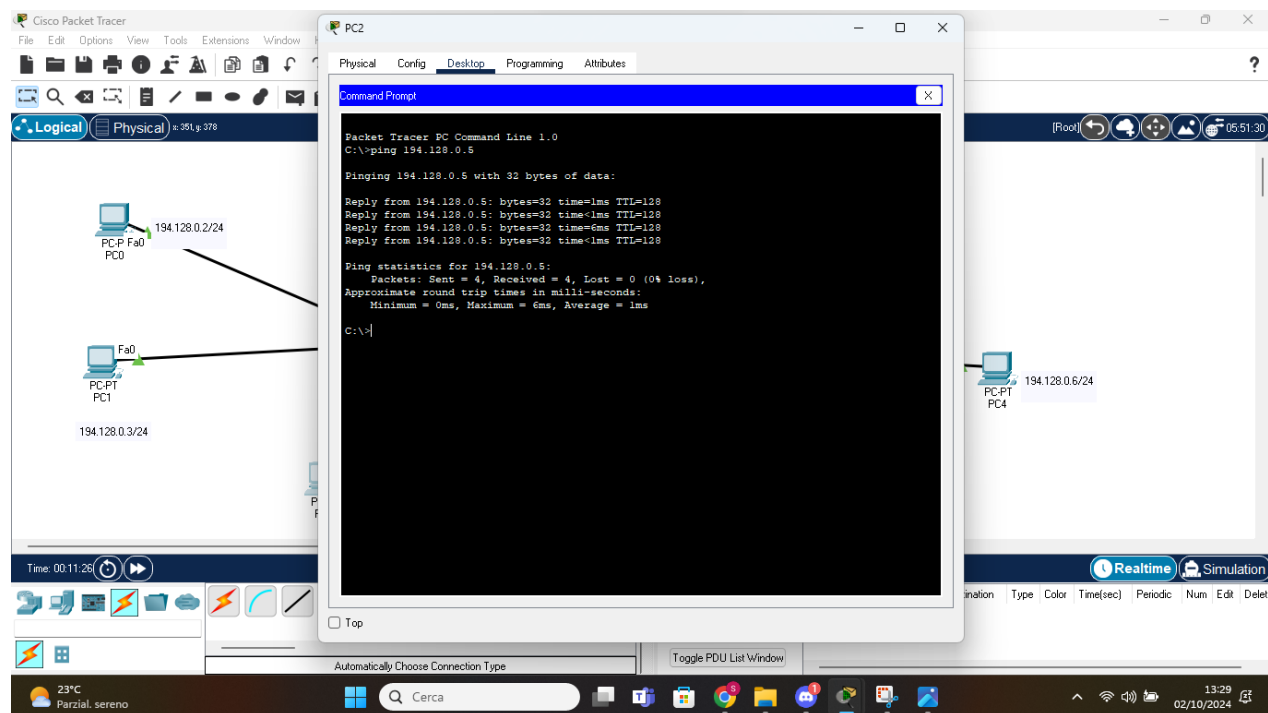 Cisco Packet Tracer
File Edit Options View Tools Extensions Window
Logical Physical x: 351, y: 378
[Root] 05:51:30
PC2
Physical Config Desktop Programming Attributes
Command Prompt X
Packet Tracer PC Command Line 1.0
C:\>ping 194.128.0.5
Pinging 194.128.0.5 with 32 bytes of data:
Reply from 194.128.0.5: bytes=32 time=1ms TTL=128
Reply from 194.128.0.5: bytes=32 time<1ms TTL=128
Reply from 194.128.0.5: bytes=32 time=6ms TTL=128
Reply from 194.128.0.5: bytes=32 time<1ms TTL=128
Ping statistics for 194.128.0.5:
Packets: Sent = 4, Received = 4, Lost = 0 (0% loss),
Approximate round trip times in milli-seconds:
Minimum = 0ms, Maximum = 6ms, Average = 1ms
C:\>
Top
194.128.0.2/24
PC-P Fa0
PC0
Fa0
PC-PT
PC1
194.128.0.3/24
194.128.0.6/24
PC-PT
PC4
Time: 00:11:26
Realtime Simulation
Type Color Time(sec) Periodic Num Edit Delet
Automatically Choose Connection Type
Toggle PDU List Window
23°C
Parzial. sereno
Cerca
13:29
02/10/2024